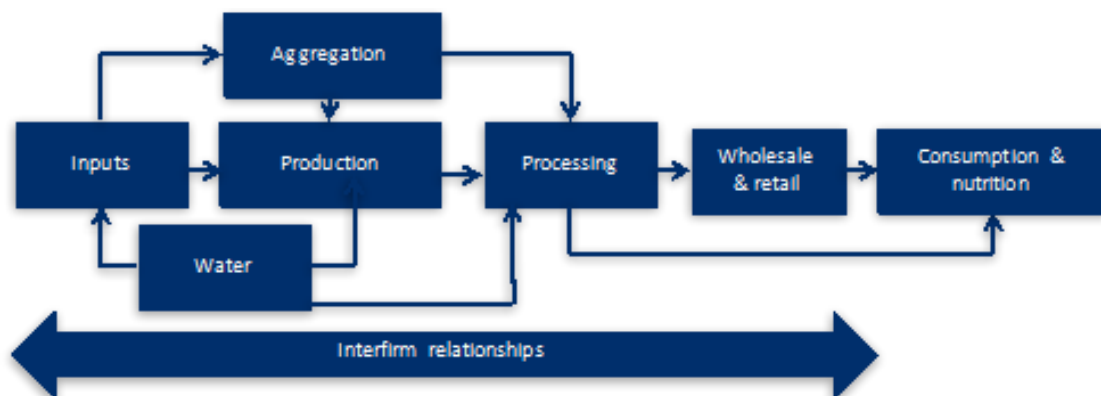 Aggregation
Inputs
Production
Processing
Wholesale
& retail
Consumption &
nutrition
Water
Interfirm relationships